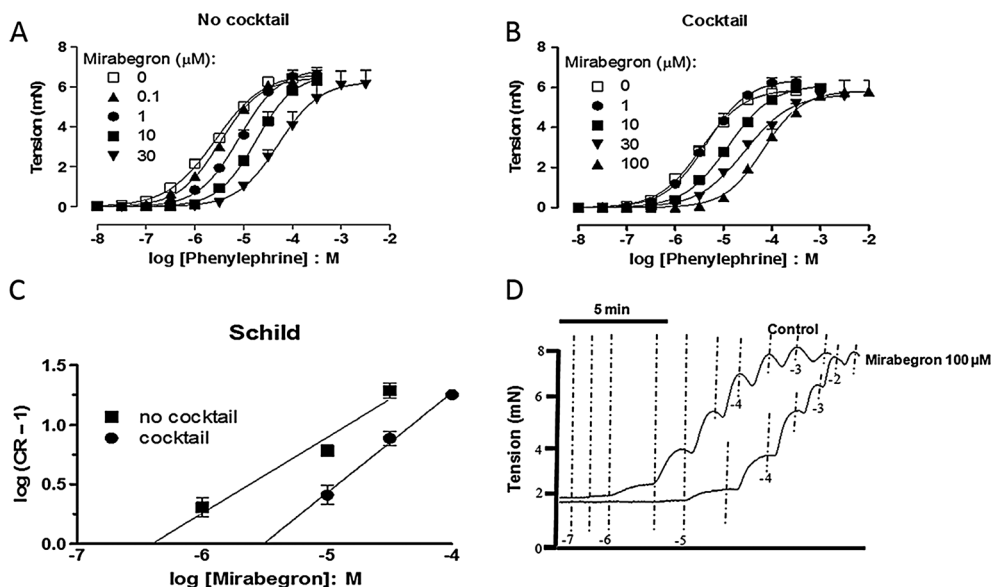 A
No cocktail
Tension (mN)
8
6
4
2
0
Mirabegron (μM):
0
0.1
1
10
30
-8 -7 -6 -5 -4 -3 -2
log [Phenylephrine] : M
B
Cocktail
Tension (mN)
8
6
4
2
0
Mirabegron (μM):
0
1
10
30
100
-8 -7 -6 -5 -4 -3 -2
log [Phenylephrine] : M
C
Schild
log (CR – 1)
1.5
1.0
0.5
0.0
no cocktail
cocktail
-7 -6 -5 -4
log [Mirabegron]: M
D
5 min
Control
Mirabegron 100 μM
Tension (mN)
8
6
4
2
0
-3
-2
-4
-3
-4
-7 -6 -5